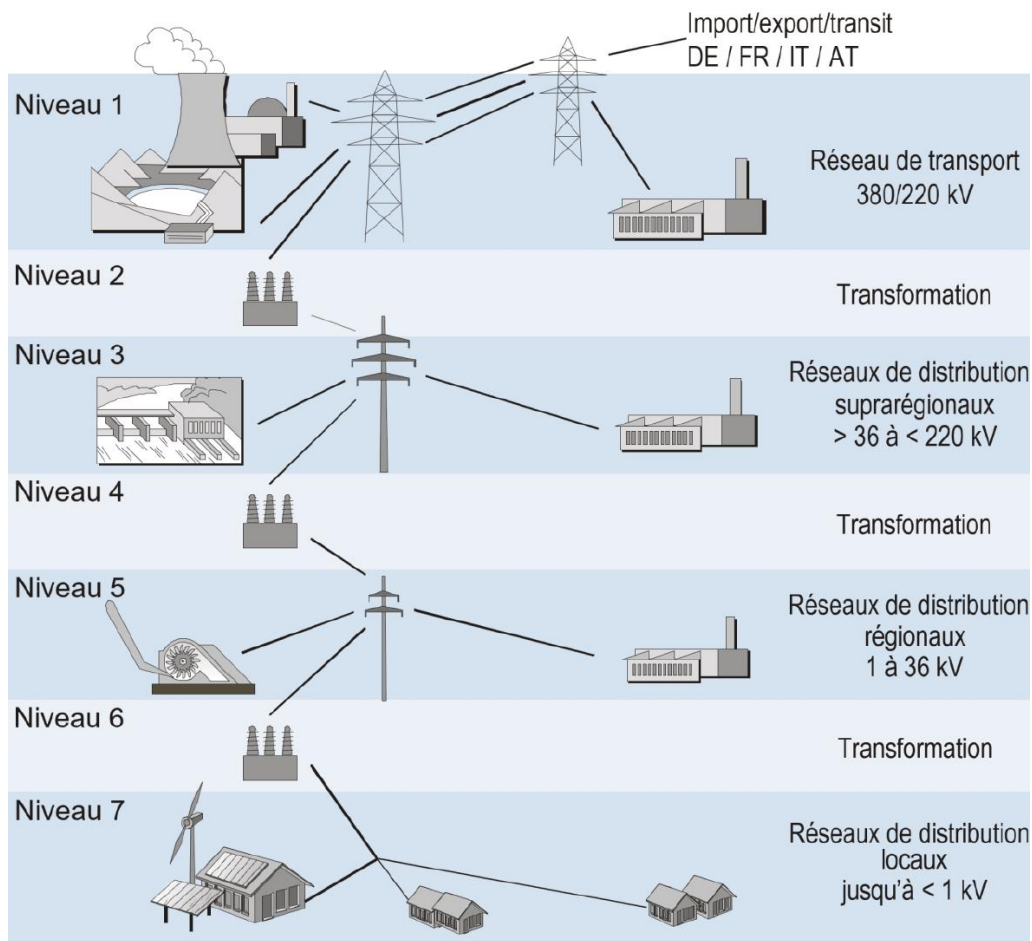 Import/export/transit
DE / FR / IT / AT
Niveau 1
Réseau de transport
380/220 kV
Niveau 2
Transformation
Niveau 3
Réseaux de distribution
suprarégionaux
> 36 à < 220 kV
Niveau 4
Transformation
Niveau 5
Réseaux de distribution
régionaux
1 à 36 kV
Niveau 6
Transformation
Niveau 7
Réseaux de distribution
locaux
jusqu'à < 1 kV